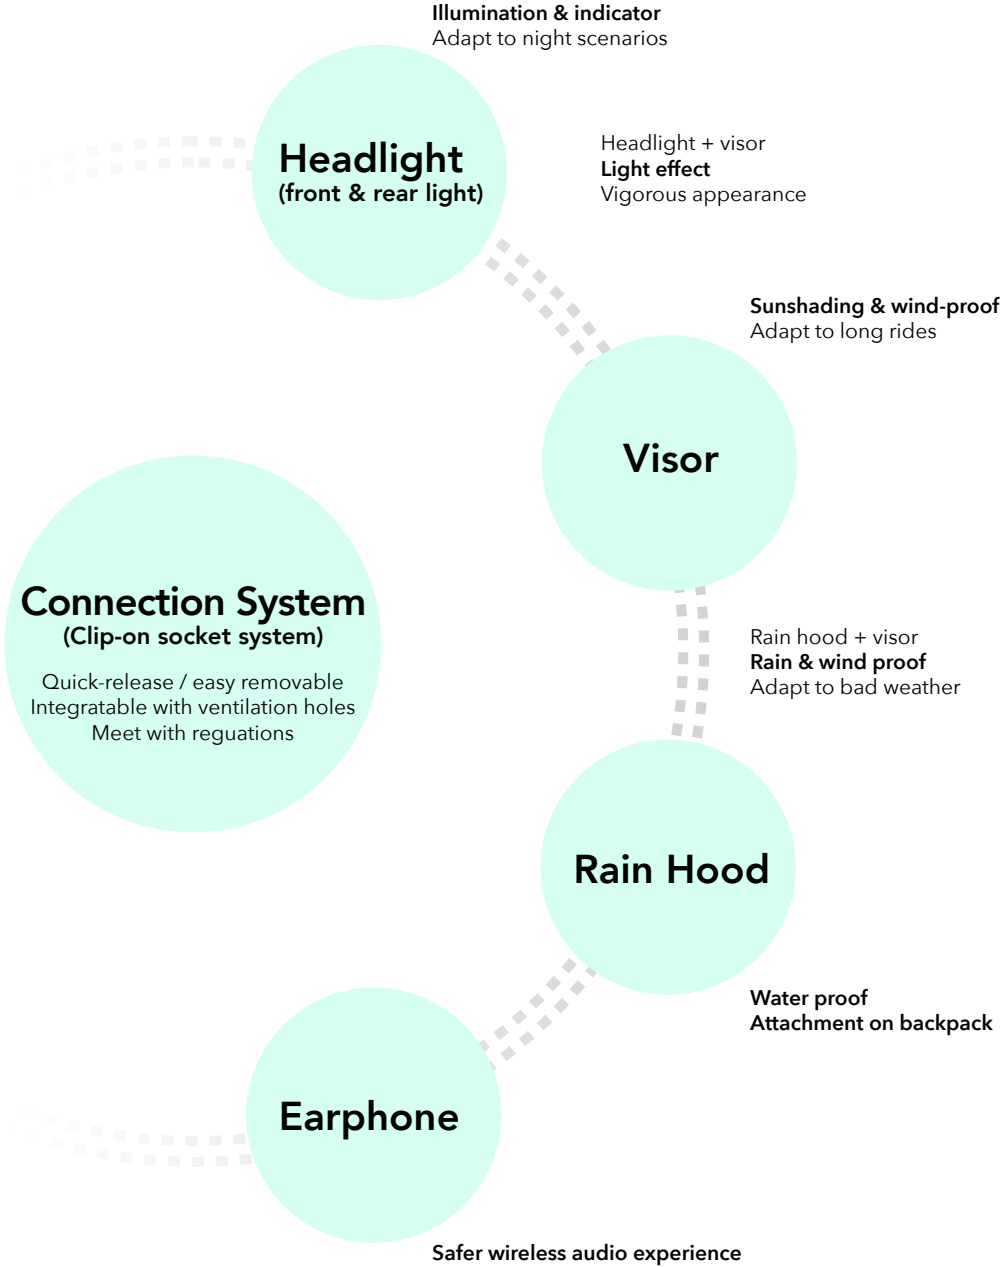 Illumination & indicator
Adapt to night scenarios
Headlight
(front & rear light)
Headlight + visor
Light effect
Vigorous appearance
Sunshading & wind-proof
Adapt to long rides
Visor
Connection System
(Clip-on socket system)
Quick-release / easy removable
Integratable with ventilation holes
Meet with reguations
Rain hood + visor
Rain & wind proof
Adapt to bad weather
Rain Hood
Water proof
Attachment on backpack
Earphone
Safer wireless audio experience